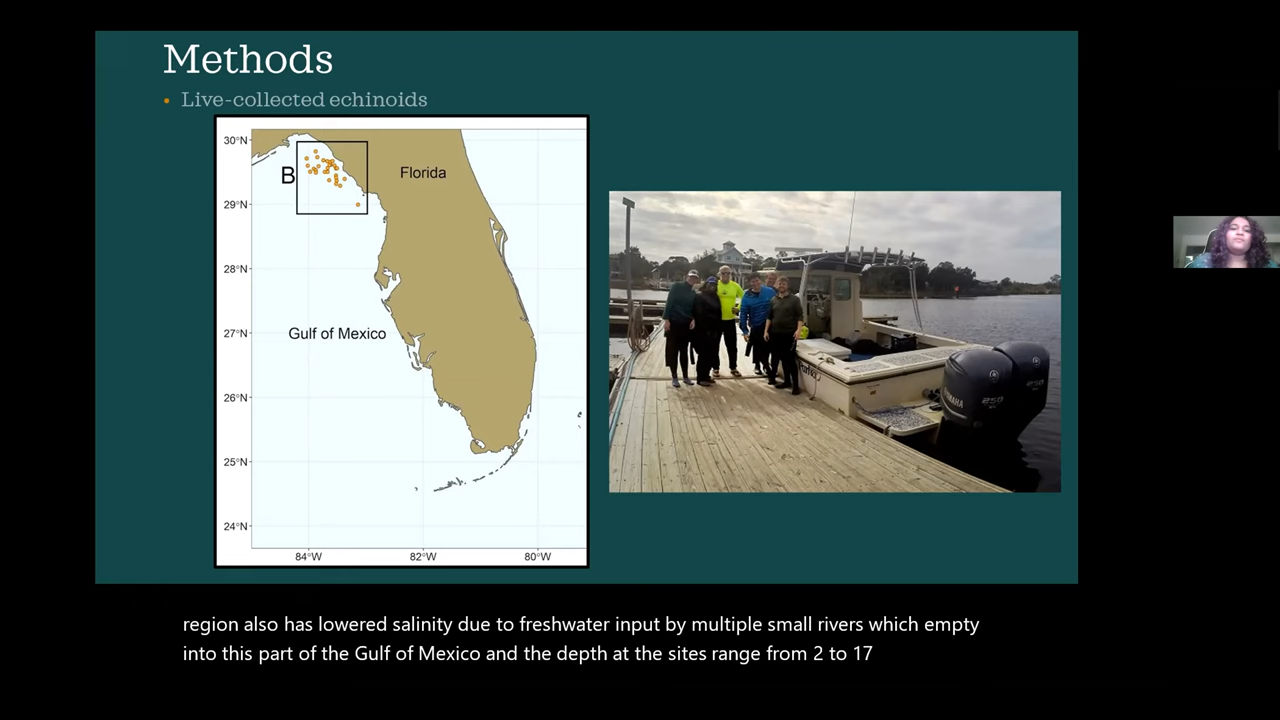 Methods
• Live-collected echinoids
30°N
29°N
28°N
27°N
26°N
25°N
24°N
84°W
82°W
80°W
B
Florida
Gulf of Mexico
YAMAHA
250
250
region also has lowered salinity due to freshwater input by multiple small rivers which empty
into this part of the Gulf of Mexico and the depth at the sites range from 2 to 17